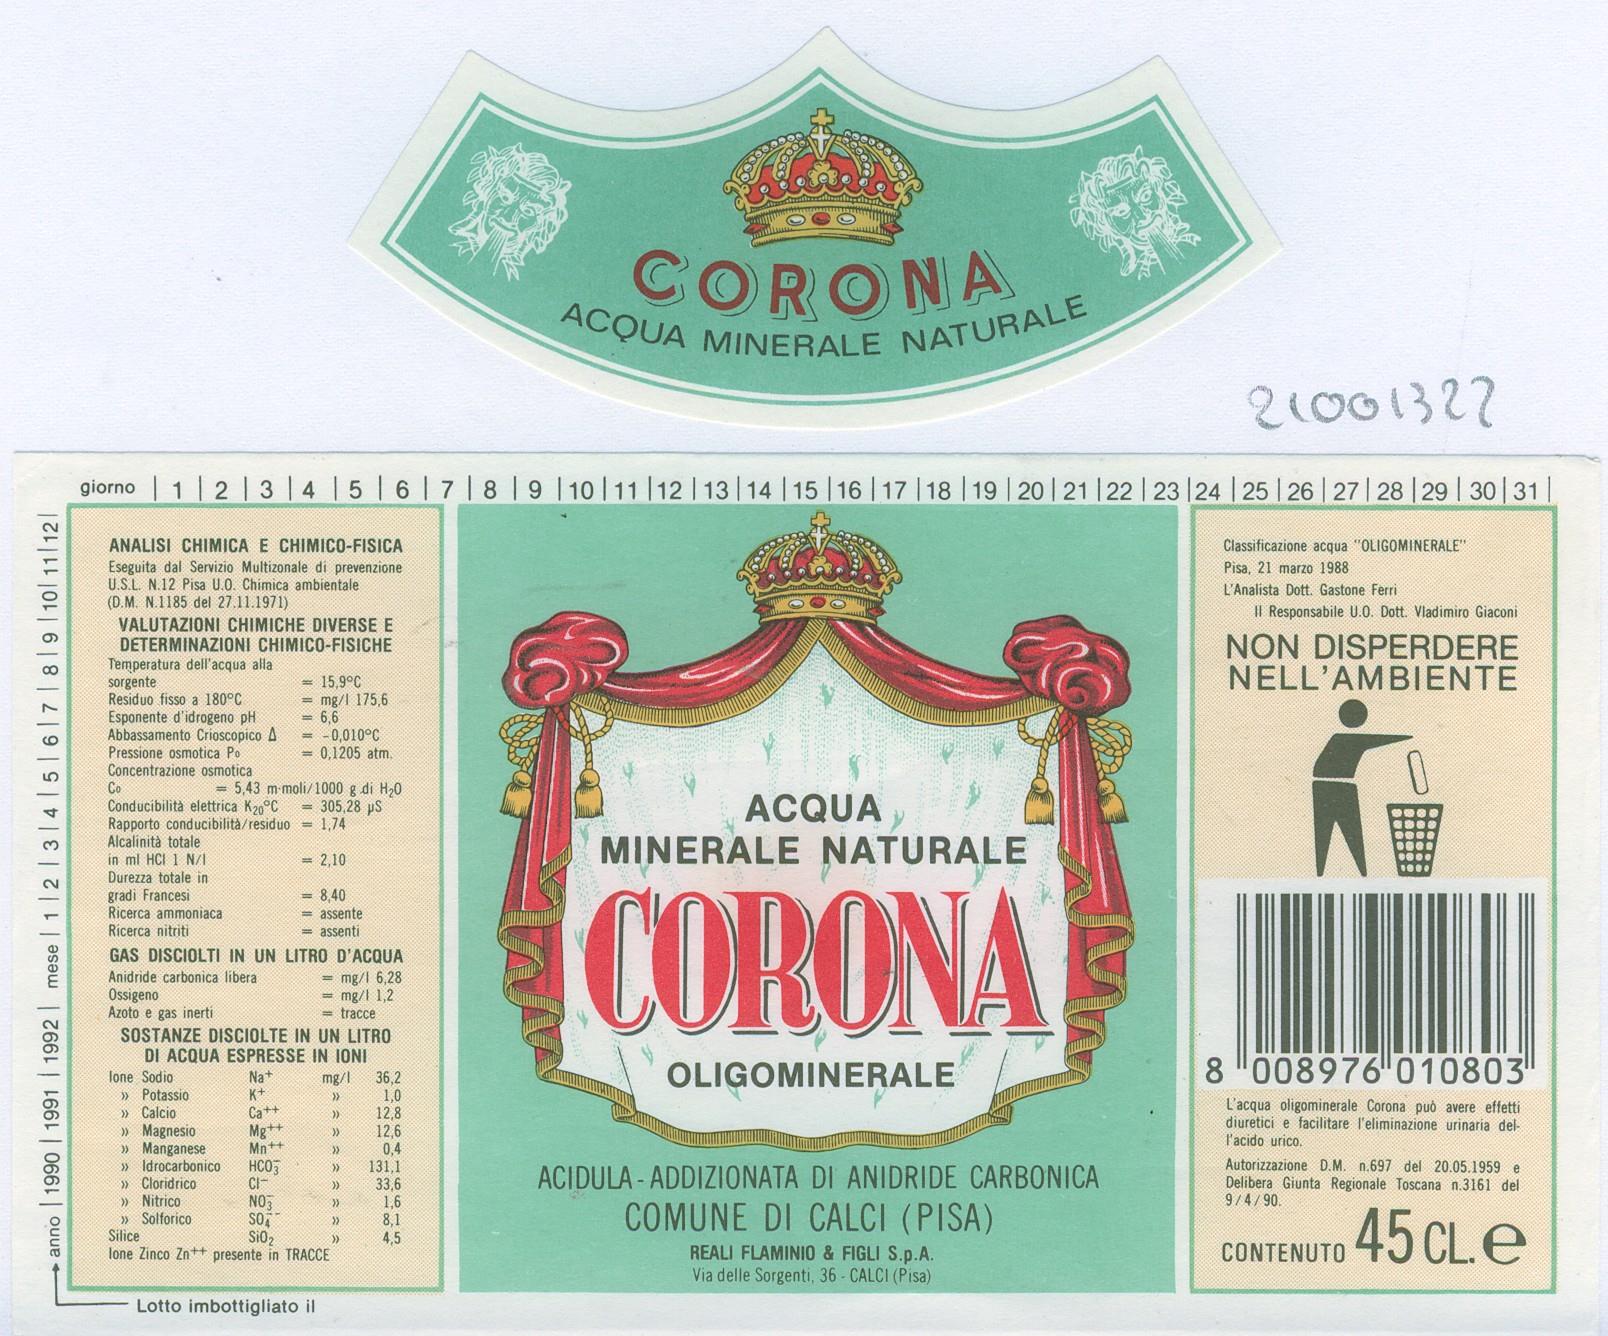 CORONA
ACQUA MINERALE NATURALE
21001322
giorno | 1 | 2 | 3 | 4 | 5 | 6 | 7 | 8 | 9 | 10 | 11 | 12 | 13 | 14 | 15 | 16 | 17 | 18 | 19 | 20 | 21 | 22 | 23 | 24 | 25 | 26 | 27 | 28 | 29 | 30 | 31 |
anno | 1990 | 1991 | 1992 | mese | 1 | 2 | 3 | 4 | 5 | 6 | 7 | 8 | 9 | 10 | 11 | 12 |
ANALISI CHIMICA E CHIMICO-FISICA
Eseguita dal Servizio Multizonale di prevenzione
U.S.L. N.12 Pisa U.O. Chimica ambientale
(D.M. N.1185 del 27.11.1971)
VALUTAZIONI CHIMICHE DIVERSE E
DETERMINAZIONI CHIMICO-FISICHE
Temperatura dell'acqua alla
sorgente = 15,9°C
Residuo fisso a 180°C = mg/l 175,6
Esponente d'idrogeno pH = 6,6
Abbassamento Crioscopico Δ = -0,010°C
Pressione osmotica Po = 0,1205 atm.
Concentrazione osmotica
Co = 5,43 m·moli/1000 g.di H₂O
Conducibilità elettrica K₂₀°C = 305,28 µS
Rapporto conducibilità/residuo = 1,74
Alcalinità totale
in ml HCl 1 N/l = 2,10
Durezza totale in
gradi Francesi = 8,40
Ricerca ammoniaca = assente
Ricerca nitriti = assenti
GAS DISCIOLTI IN UN LITRO D'ACQUA
Anidride carbonica libera = mg/l 6,28
Ossigeno = mg/l 1,2
Azoto e gas inerti = tracce
SOSTANZE DISCIOLTE IN UN LITRO
DI ACQUA ESPRESSE IN IONI
Ione Sodio Na⁺ mg/l 36,2
» Potassio K⁺ » 1,0
» Calcio Ca⁺⁺ » 12,8
» Magnesio Mg⁺⁺ » 12,6
» Manganese Mn⁺⁺ » 0,4
» Idrocarbonico HCO₃⁻ » 131,1
» Cloridrico Cl⁻ » 33,6
» Nitrico NO₃⁻ » 1,6
» Solforico SO₄⁻⁻ » 8,1
Silice SiO₂ » 4,5
Ione Zinco Zn⁺⁺ presente in TRACCE
Lotto imbottigliato il
ACQUA
MINERALE NATURALE
CORONA
OLIGOMINERALE
ACIDULA-ADDIZIONATA DI ANIDRIDE CARBONICA
COMUNE DI CALCI (PISA)
REALI FLAMINIO & FIGLI S.p.A.
Via delle Sorgenti, 36 - CALCI (Pisa)
Classificazione acqua "OLIGOMINERALE"
Pisa, 21 marzo 1988
L'Analista Dott. Gastone Ferri
Il Responsabile U.O. Dott. Vladimiro Giaconi
NON DISPERDERE
NELL'AMBIENTE
8 008976 010803
L'acqua oligominerale Corona può avere effetti
diuretici e facilitare l'eliminazione urinaria del-
l'acido urico.
Autorizzazione D.M. n.697 del 20.05.1959 e
Delibera Giunta Regionale Toscana n.3161 del
9/4/90.
CONTENUTO 45 CL. e